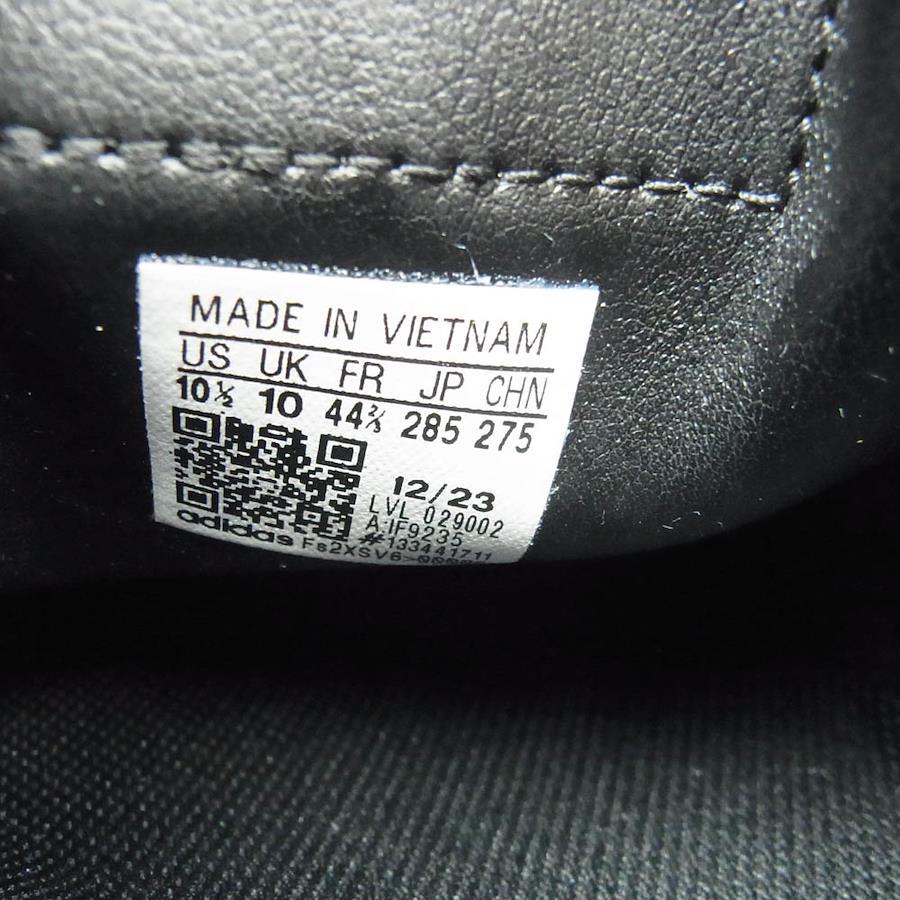 MADE IN VIETNAM
US UK FR JP CHN
10½ 10 44⅔ 285 275
12/23
LVL 029002
A.IF9235
#133441711
adidas